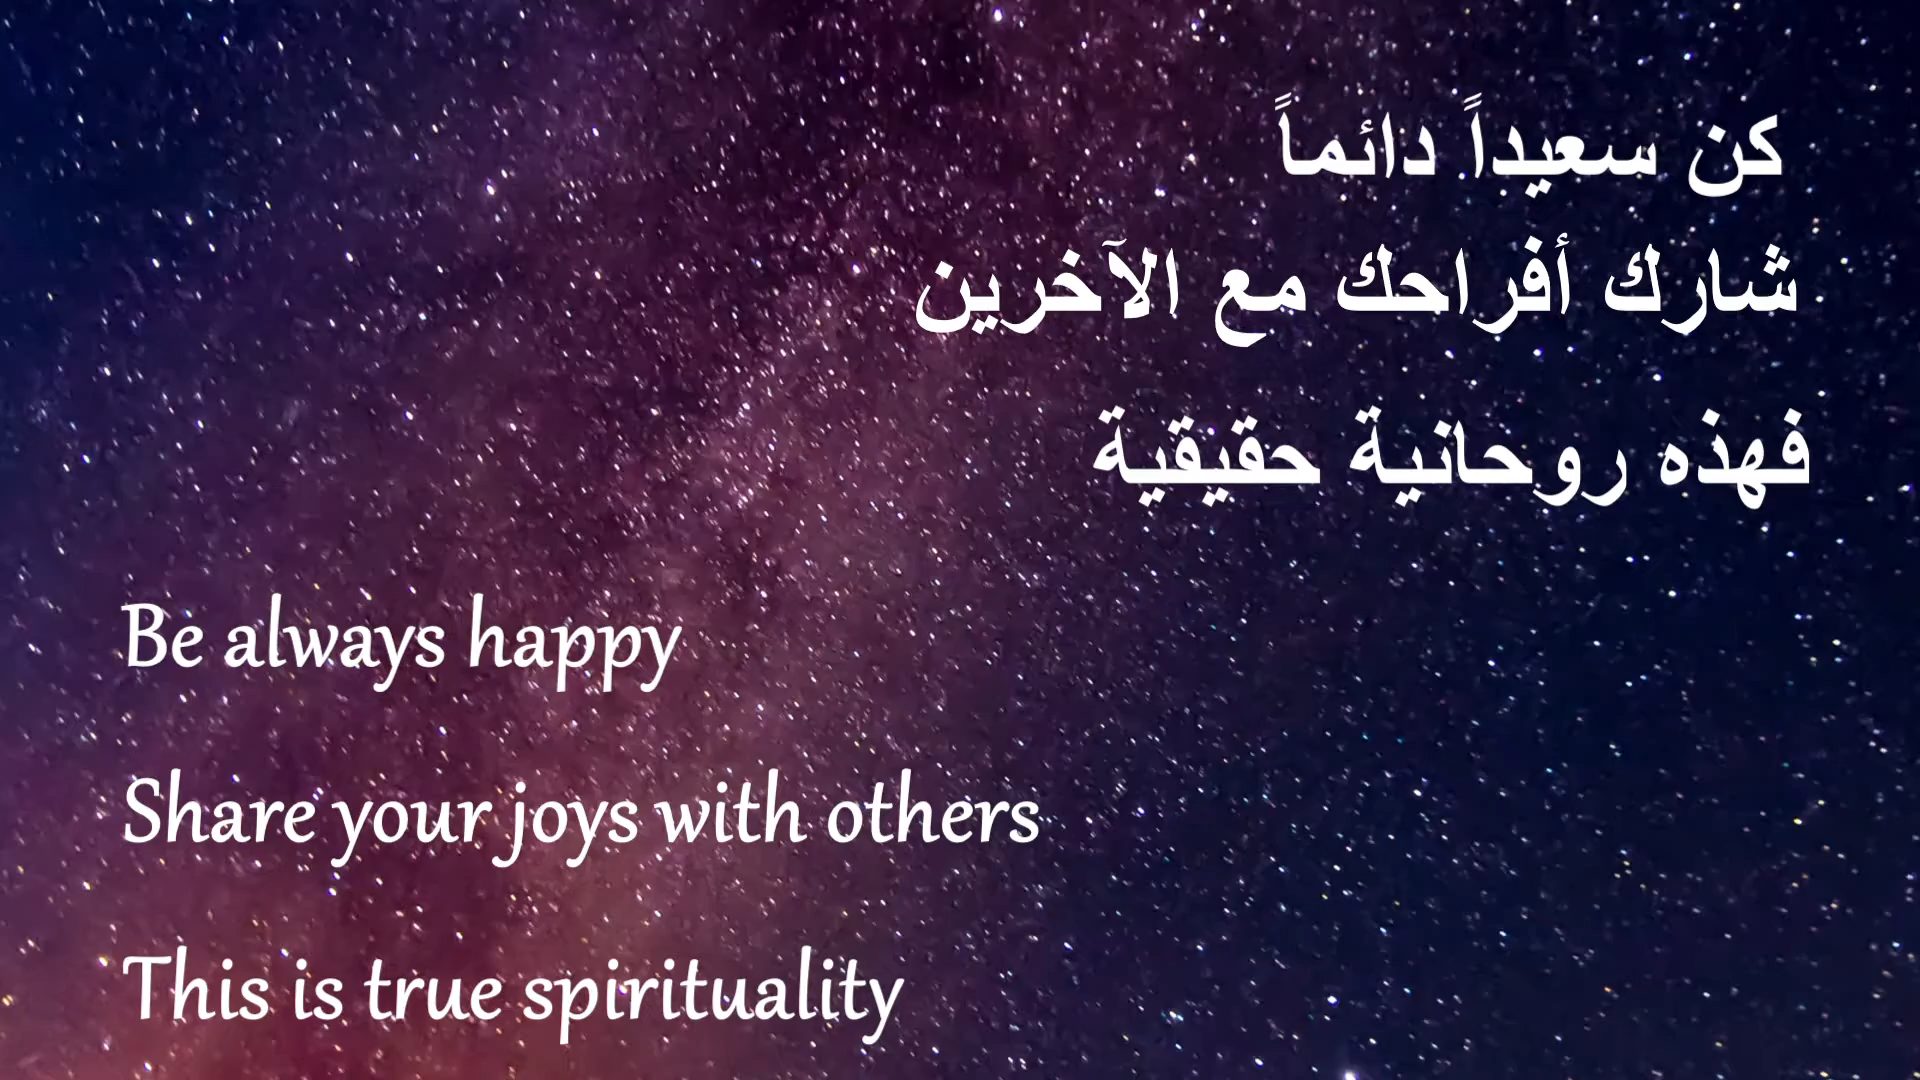 كن سعيداً دائماً
شارك أفراحك مع الآخرين
فهذه روحانية حقيقية
Be always happy
Share your joys with others
This is true spirituality